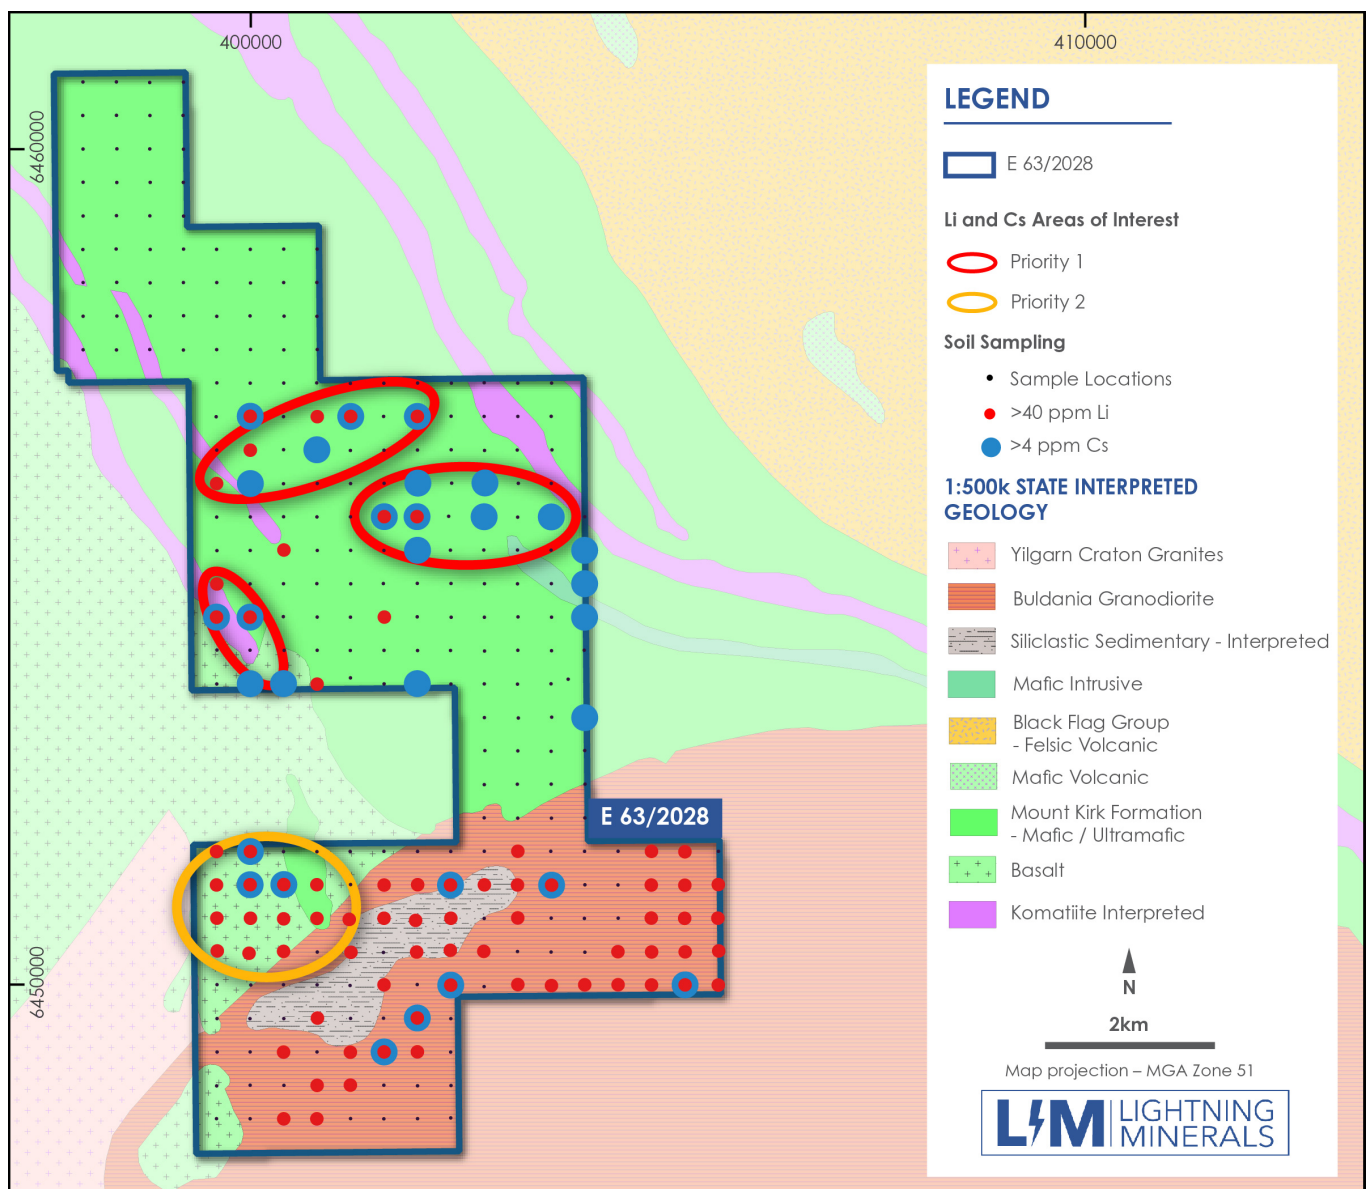 400000
410000
6460000
6450000
E 63/2028
LEGEND
E 63/2028
Li and Cs Areas of Interest
Priority 1
Priority 2
Soil Sampling
Sample Locations
>40 ppm Li
>4 ppm Cs
1:500k STATE INTERPRETED
GEOLOGY
Yilgarn Craton Granites
Buldania Granodiorite
Siliclastic Sedimentary - Interpreted
Mafic Intrusive
Black Flag Group
- Felsic Volcanic
Mafic Volcanic
Mount Kirk Formation
- Mafic / Ultramafic
Basalt
Komatiite Interpreted
N
2km
Map projection – MGA Zone 51
LM LIGHTNING
MINERALS